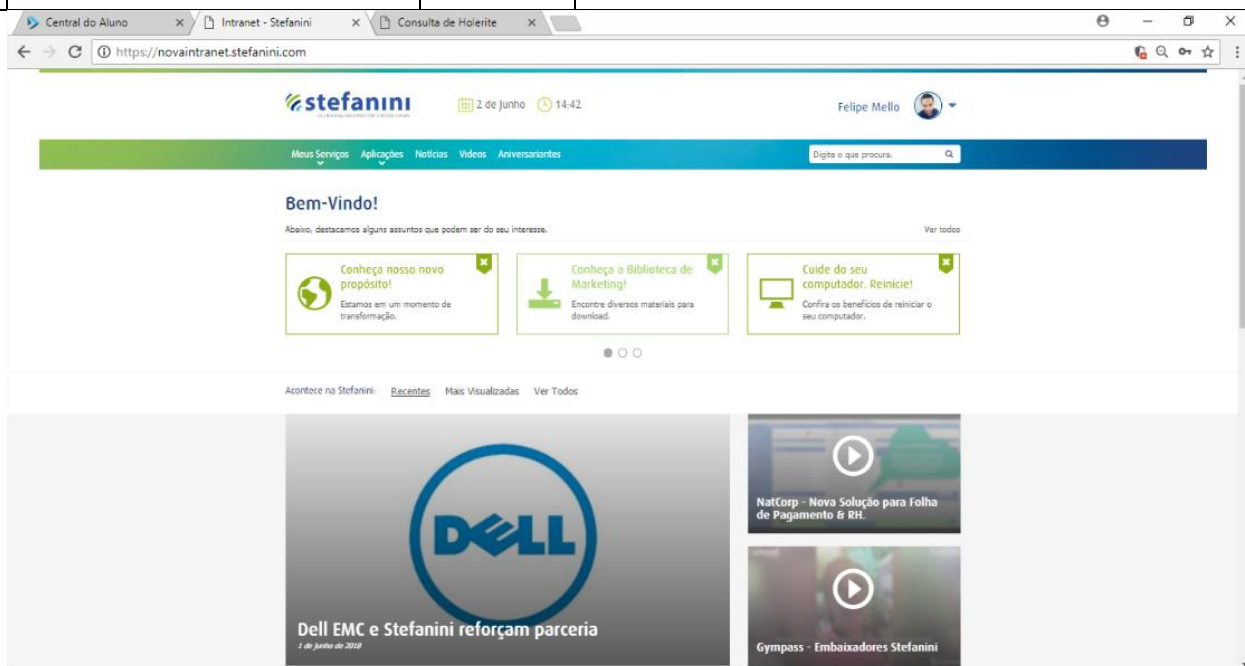 Central do Aluno
Intranet - Stefanini
Consulta de Holerite
https://novaintranet.stefanini.com
stefanini
2 de Junho 14:42
Felipe Mello
Meus Serviços Aplicações Notícias Videos Aniversariantes
Digite o que procura.
Bem-Vindo!
Abaixo, destacamos alguns assuntos que podem ser do seu interesse.
Ver todos
Conheça nosso novo
propósito!
Estamos em um momento de
transformação.
Conheça a Biblioteca de
Marketing!
Encontre diversos materiais para
download.
Cuide do seu
computador. Reinicie!
Confira os benefícios de reiniciar o
seu computador.
Acontece na Stefanini: Recentes Mais Visualizadas Ver Todos
DELL
Dell EMC e Stefanini reforçam parceria
1 de junho de 2018
NatCorp - Nova Solução para Folha
de Pagamento & RH.
Gympass - Embaixadores Stefanini